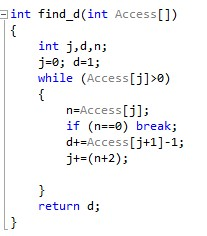 int find_d(int Access[])
{
int j,d,n;
j=0; d=1;
while (Access[j]>0)
{
n=Access[j];
if (n==0) break;
d+=Access[j+1]-1;
j+=(n+2);
}
return d;
}